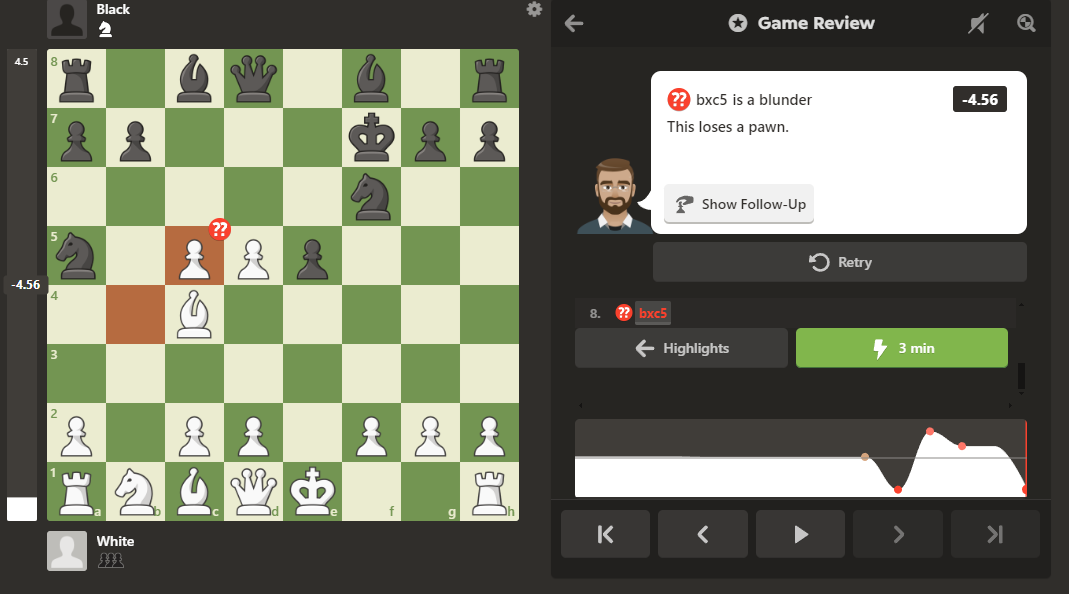 Black
Game Review
4.5
8
?? bxc5 is a blunder
-4.56
This loses a pawn.
7
6
Show Follow-Up
??
5
Retry
-4.56
4
8. ?? bxc5
Highlights
3 min
3
2
1
a b c d e f g h
White